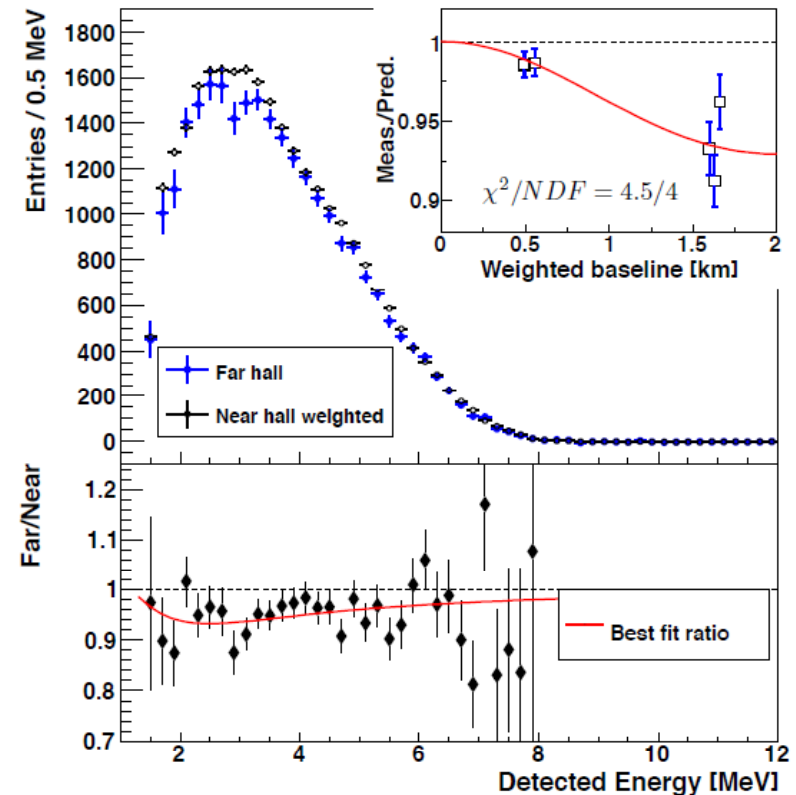 Entries / 0.5 MeV
1800
1600
1400
1200
1000
800
600
400
200
0
Far hall
Near hall weighted
Meas./Pred.
1
0.95
0.9
χ²/NDF = 4.5/4
0 0.5 1 1.5 2
Weighted baseline [km]
Far/Near
1.2
1.1
1
0.9
0.8
0.7
Best fit ratio
2 4 6 8 10 12
Detected Energy [MeV]